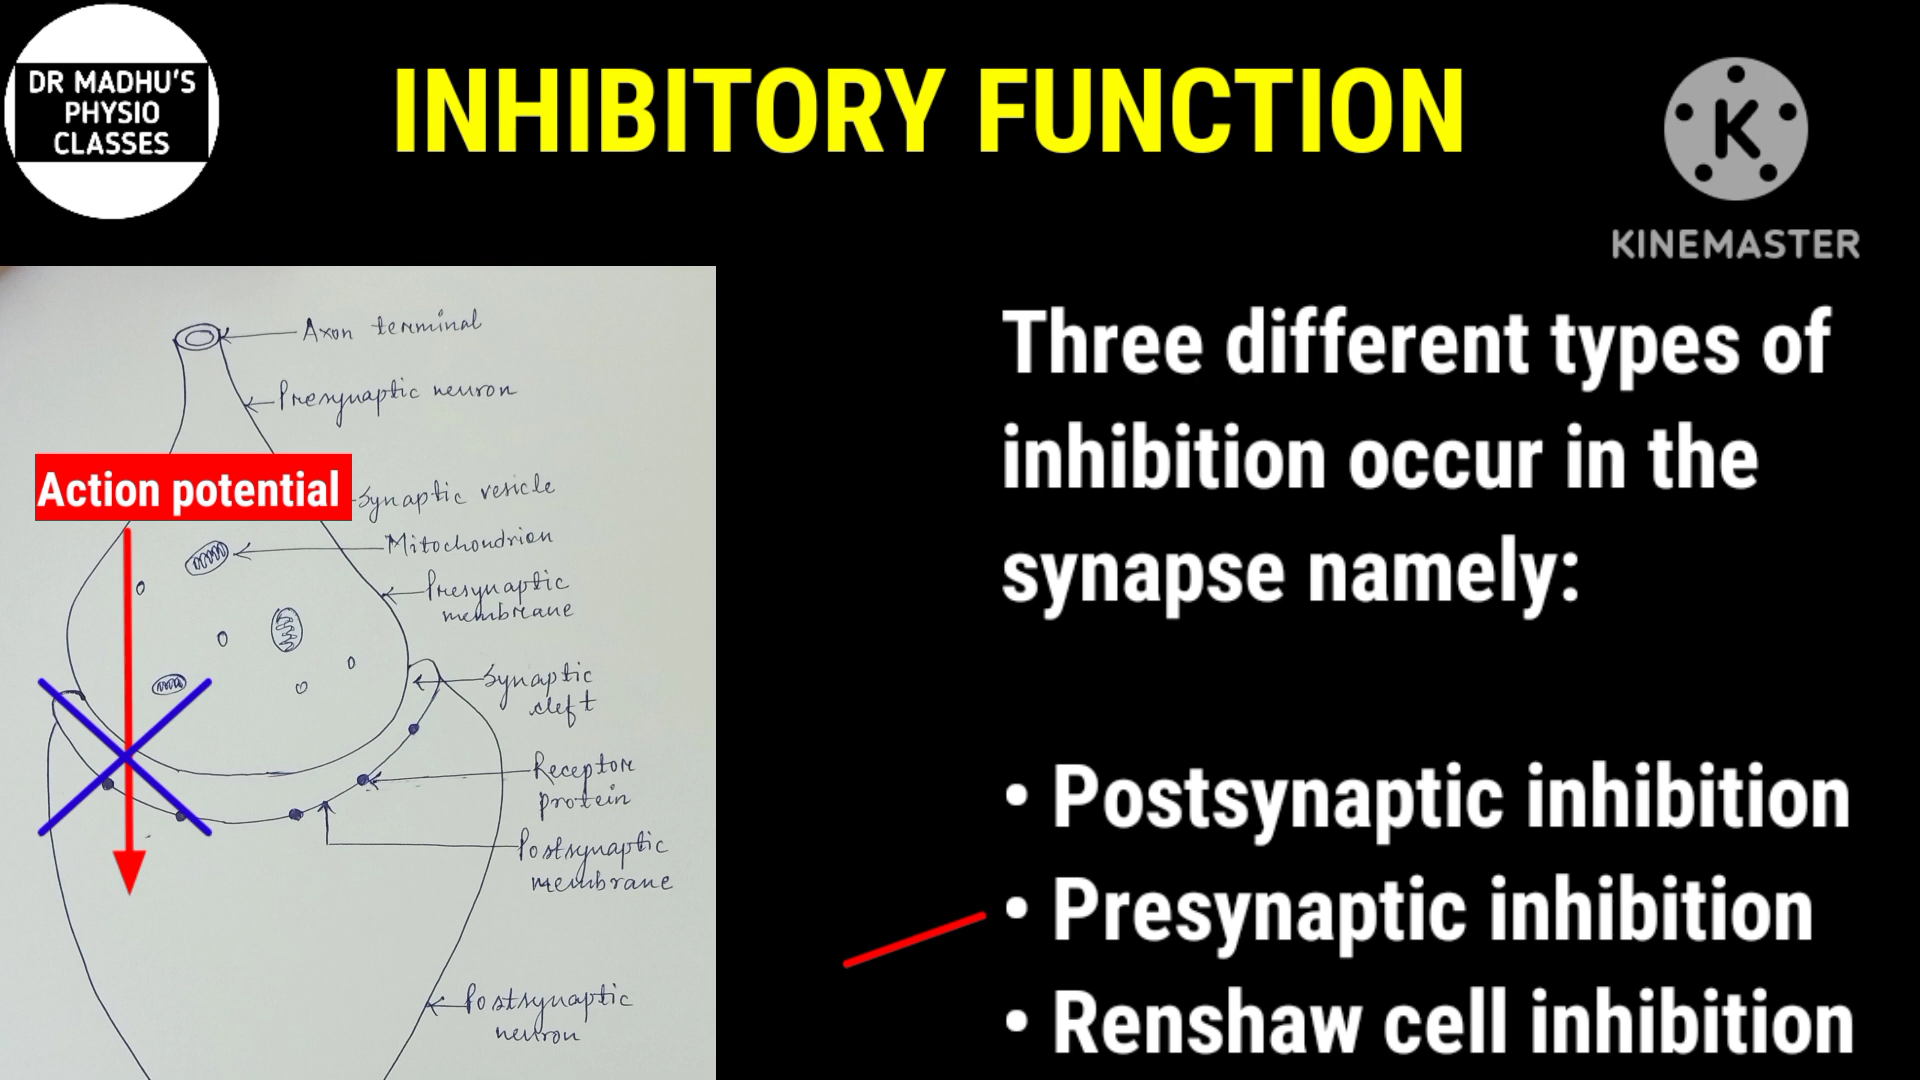 DR MADHU'S
PHYSIO
CLASSES
INHIBITORY FUNCTION
K
KINEMASTER
Axon terminal
Presynaptic neuron
Action potential
Synaptic vesicle
Mitochondrion
Presynaptic
membrane
Synaptic
cleft
Receptor
protein
Postsynaptic
membrane
Postsynaptic
neuron
Three different types of
inhibition occur in the
synapse namely:
• Postsynaptic inhibition
• Presynaptic inhibition
• Renshaw cell inhibition